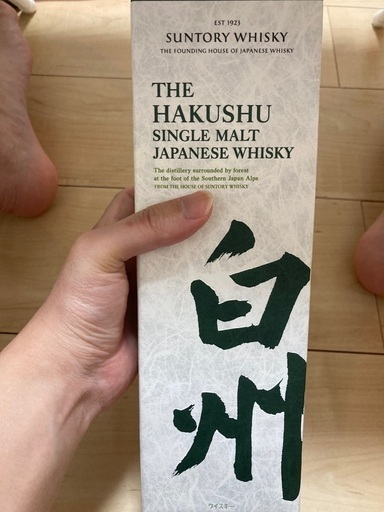 EST 1923
SUNTORY WHISKY
THE FOUNDING HOUSE OF JAPANESE WHISKY
THE
HAKUSHU
SINGLE MALT
JAPANESE WHISKY
The distillery surrounded by forest
at the foot of the Southern Japan Alps
FROM THE HOUSE OF SUNTORY WHISKY
白州
ウイスキー